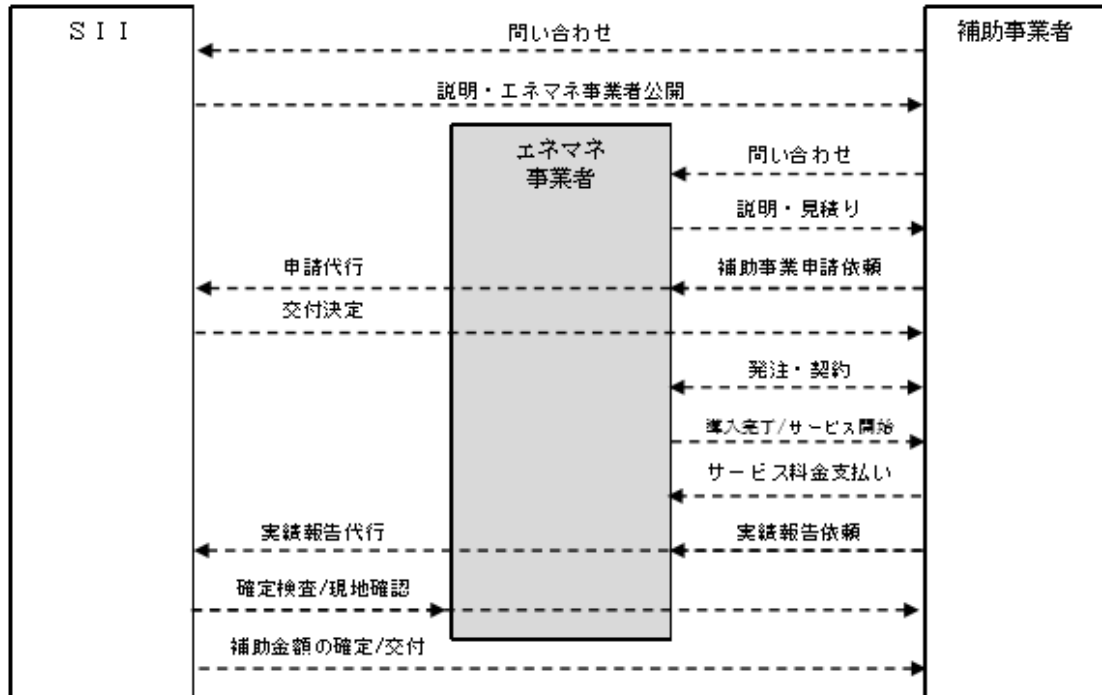 ＳＩＩ
補助事業者
問い合わせ
説明・エネマネ事業者公開
エネマネ
事業者
問い合わせ
説明・見積り
申請代行
補助事業申請依頼
交付決定
発注・契約
導入完了/サービス開始
サービス料金支払い
実績報告代行
実績報告依頼
確定検査/現地確認
補助金額の確定/交付